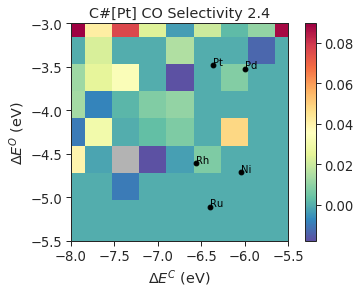 C#[Pt] CO Selectivity 2.4
−3.0
−3.5
−4.0
−4.5
−5.0
−5.5
ΔE^O (eV)
Pt
Pd
Rh
Ni
Ru
−8.0 −7.5 −7.0 −6.5 −6.0 −5.5
ΔE^C (eV)
0.08
0.06
0.04
0.02
0.00